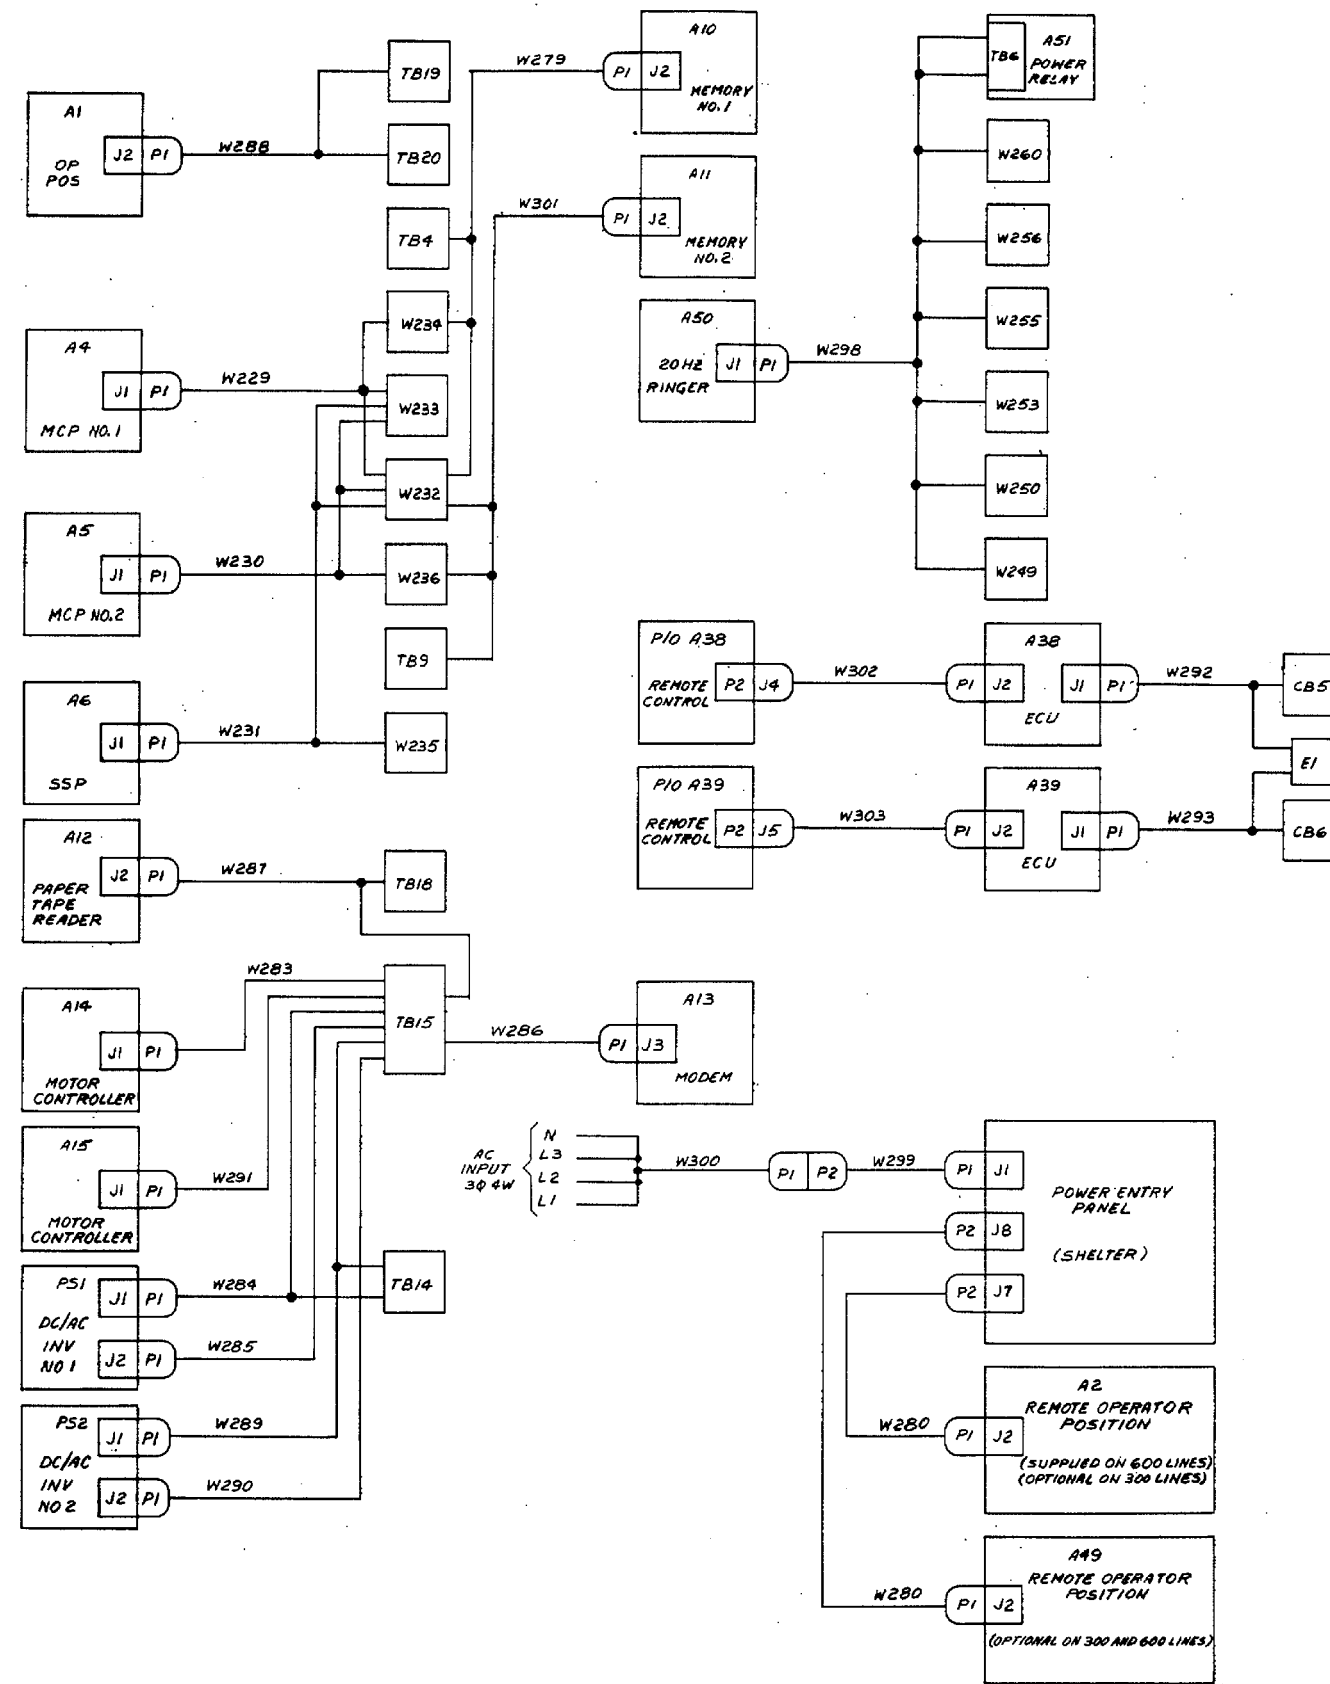 A1
OP
POS
J2 P1
W288
TB19
TB20
TB4
A4
MCP NO.1
J1 P1
W229
W234
W233
W232
A5
MCP NO.2
J1 P1
W230
W236
TB9
A6
SSP
J1 P1
W231
W235
A12
PAPER
TAPE
READER
J2 P1
W287
TB18
A14
MOTOR
CONTROLLER
J1 P1
W283
TB15
A15
MOTOR
CONTROLLER
J1 P1
W291
PS1
DC/AC
INV
NO 1
J1 P1
W284
TB14
J2 P1
W285
PS2
DC/AC
INV
NO 2
J1 P1
W289
J2 P1
W290
W279
P1 J2
A10
MEMORY
NO.1
W301
P1 J2
A11
MEMORY
NO.2
A50
20 HZ
RINGER
J1 P1
W298
TB6
A51
POWER
RELAY
W260
W256
W255
W253
W250
W249
P/O A38
REMOTE
CONTROL
P2 J4
W302
P1 J2
A38
ECU
J1 P1
W292
CB5
E1
P/O A39
REMOTE
CONTROL
P2 J5
W303
P1 J2
A39
ECU
J1 P1
W293
CB6
W286
P1 J3
A13
MODEM
AC
INPUT
3Φ 4W
N
L3
L2
L1
W300
P1 P2
W299
P1 J1
POWER ENTRY
PANEL
(SHELTER)
P2 J8
P2 J7
W280
P1 J2
A2
REMOTE OPERATOR
POSITION
(SUPPLIED ON 600 LINES)
(OPTIONAL ON 300 LINES)
W280
P1 J2
A49
REMOTE OPERATOR
POSITION
(OPTIONAL ON 300 AND 600 LINES)